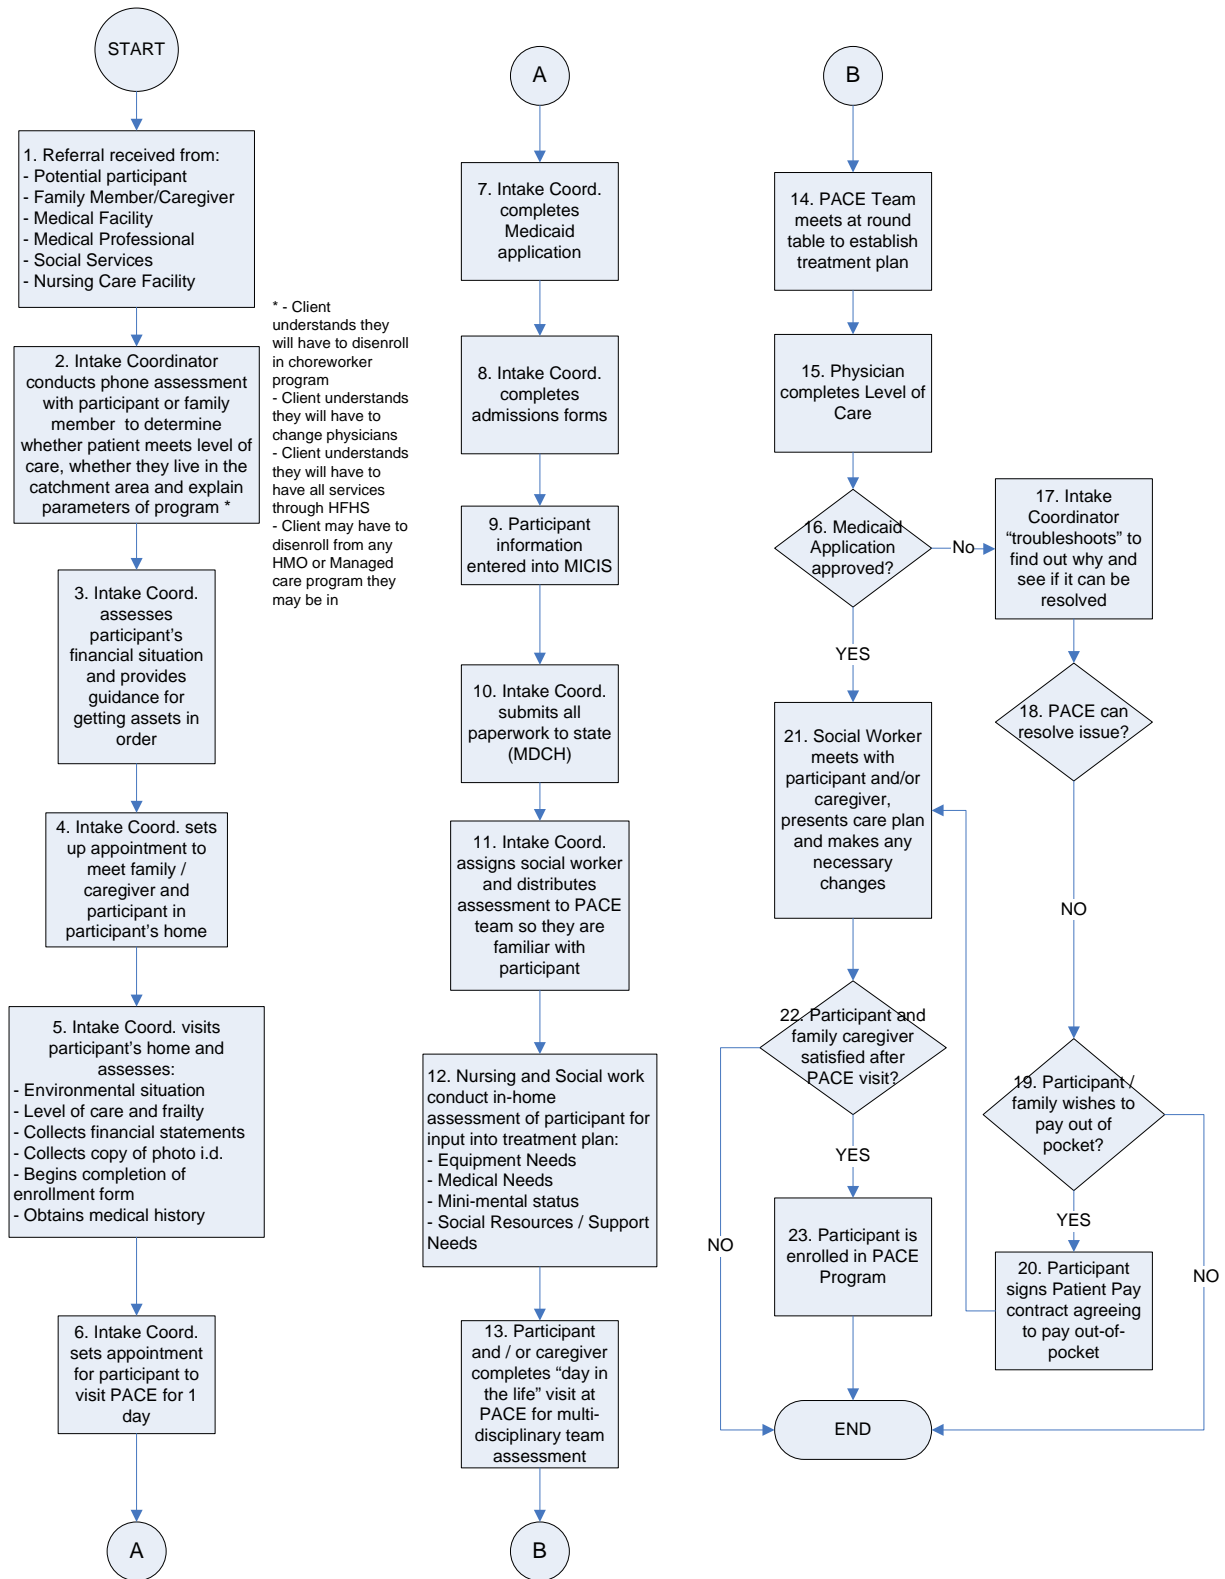 START
1. Referral received from:
- Potential participant
- Family Member/Caregiver
- Medical Facility
- Medical Professional
- Social Services
- Nursing Care Facility
2. Intake Coordinator
conducts phone assessment
with participant or family
member to determine
whether patient meets level of
care, whether they live in the
catchment area and explain
parameters of program *
* - Client
understands they
will have to disenroll
in choreworker
program
- Client understands
they will have to
change physicians
- Client understands
they will have to
have all services
through HFHS
- Client may have to
disenroll from any
HMO or Managed
care program they
may be in
3. Intake Coord.
assesses
participant's
financial situation
and provides
guidance for
getting assets in
order
4. Intake Coord. sets
up appointment to
meet family /
caregiver and
participant in
participant's home
5. Intake Coord. visits
participant's home and
assesses:
- Environmental situation
- Level of care and frailty
- Collects financial statements
- Collects copy of photo i.d.
- Begins completion of
enrollment form
- Obtains medical history
6. Intake Coord.
sets appointment
for participant to
visit PACE for 1
day
A
A
7. Intake Coord.
completes
Medicaid
application
8. Intake Coord.
completes
admissions forms
9. Participant
information
entered into MICIS
10. Intake Coord.
submits all
paperwork to state
(MDCH)
11. Intake Coord.
assigns social worker
and distributes
assessment to PACE
team so they are
familiar with
participant
12. Nursing and Social work
conduct in-home
assessment of participant for
input into treatment plan:
- Equipment Needs
- Medical Needs
- Mini-mental status
- Social Resources / Support
Needs
13. Participant
and / or caregiver
completes “day in
the life” visit at
PACE for multi-
disciplinary team
assessment
B
B
14. PACE Team
meets at round
table to establish
treatment plan
15. Physician
completes Level of
Care
16. Medicaid
Application
approved?
No
YES
17. Intake
Coordinator
“troubleshoots” to
find out why and
see if it can be
resolved
18. PACE can
resolve issue?
NO
19. Participant /
family wishes to
pay out of
pocket?
YES
NO
20. Participant
signs Patient Pay
contract agreeing
to pay out-of-
pocket
21. Social Worker
meets with
participant and/or
caregiver,
presents care plan
and makes any
necessary
changes
22. Participant and
family caregiver
satisfied after
PACE visit?
YES
NO
23. Participant is
enrolled in PACE
Program
END